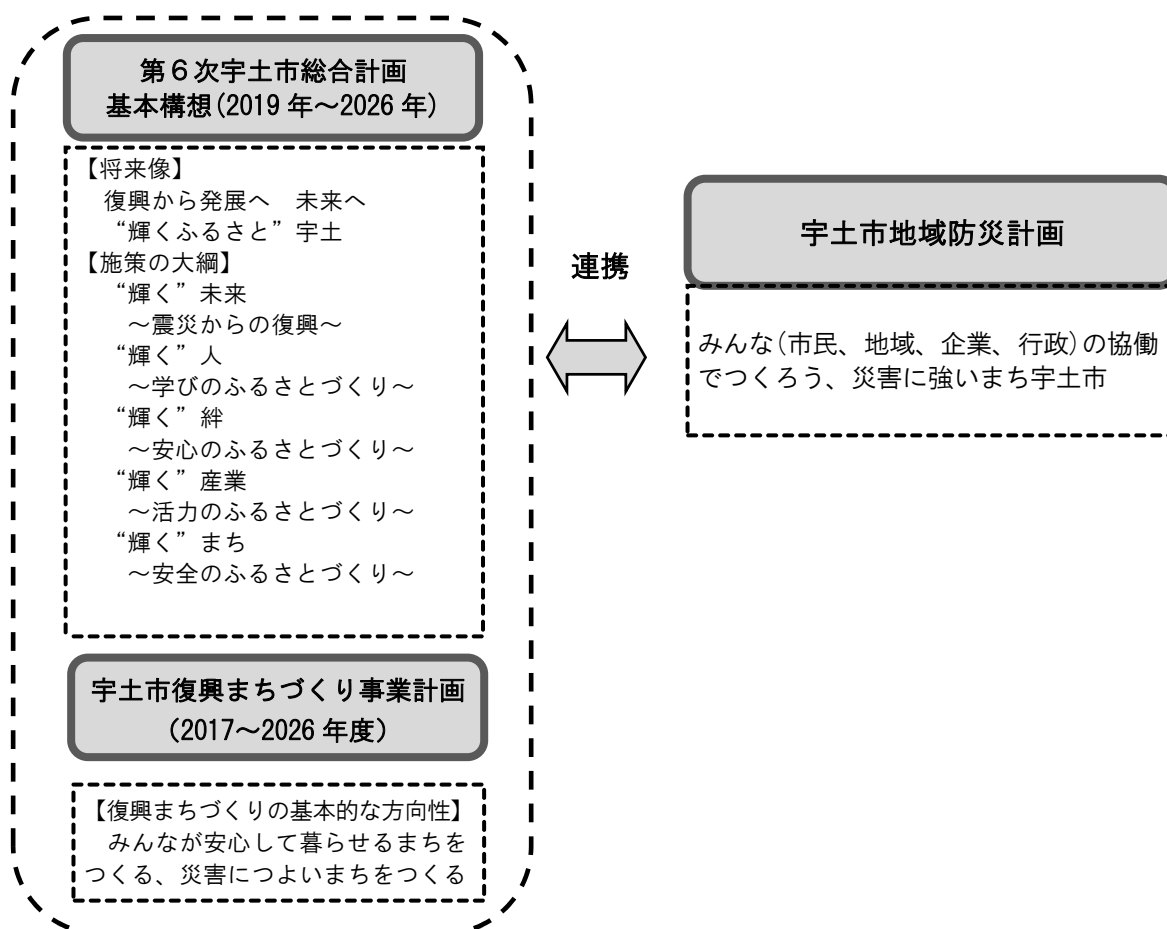 第６次宇土市総合計画
基本構想(2019 年～2026 年)
【将来像】
復興から発展へ　未来へ
“輝くふるさと”宇土
【施策の大綱】
“輝く”未来
～震災からの復興～
“輝く”人
～学びのふるさとづくり～
“輝く”絆
～安心のふるさとづくり～
“輝く”産業
～活力のふるさとづくり～
“輝く”まち
～安全のふるさとづくり～
宇土市復興まちづくり事業計画
(2017～2026 年度)
【復興まちづくりの基本的な方向性】
みんなが安心して暮らせるまちを
つくる、災害につよいまちをつくる
連携
宇土市地域防災計画
みんな(市民、地域、企業、行政)の協働
でつくろう、災害に強いまち宇土市